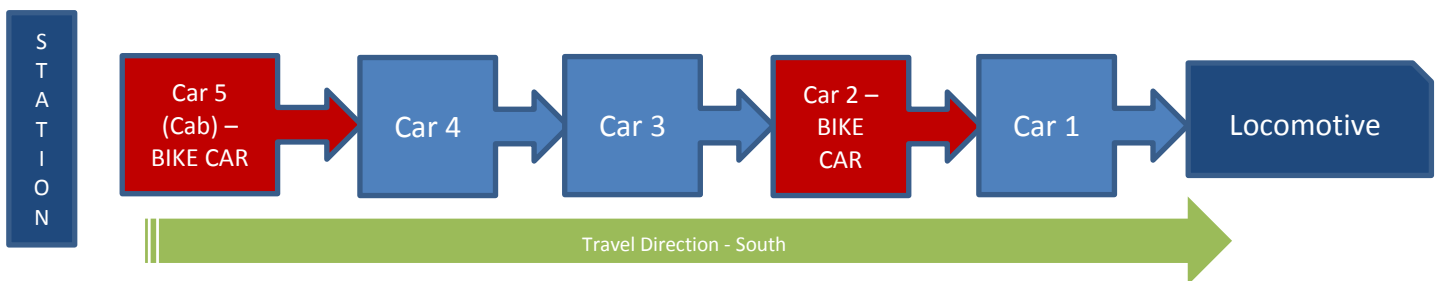 STATION
Car 5
(Cab) –
BIKE CAR
Car 4
Car 3
Car 2 –
BIKE
CAR
Car 1
Locomotive
Travel Direction - South